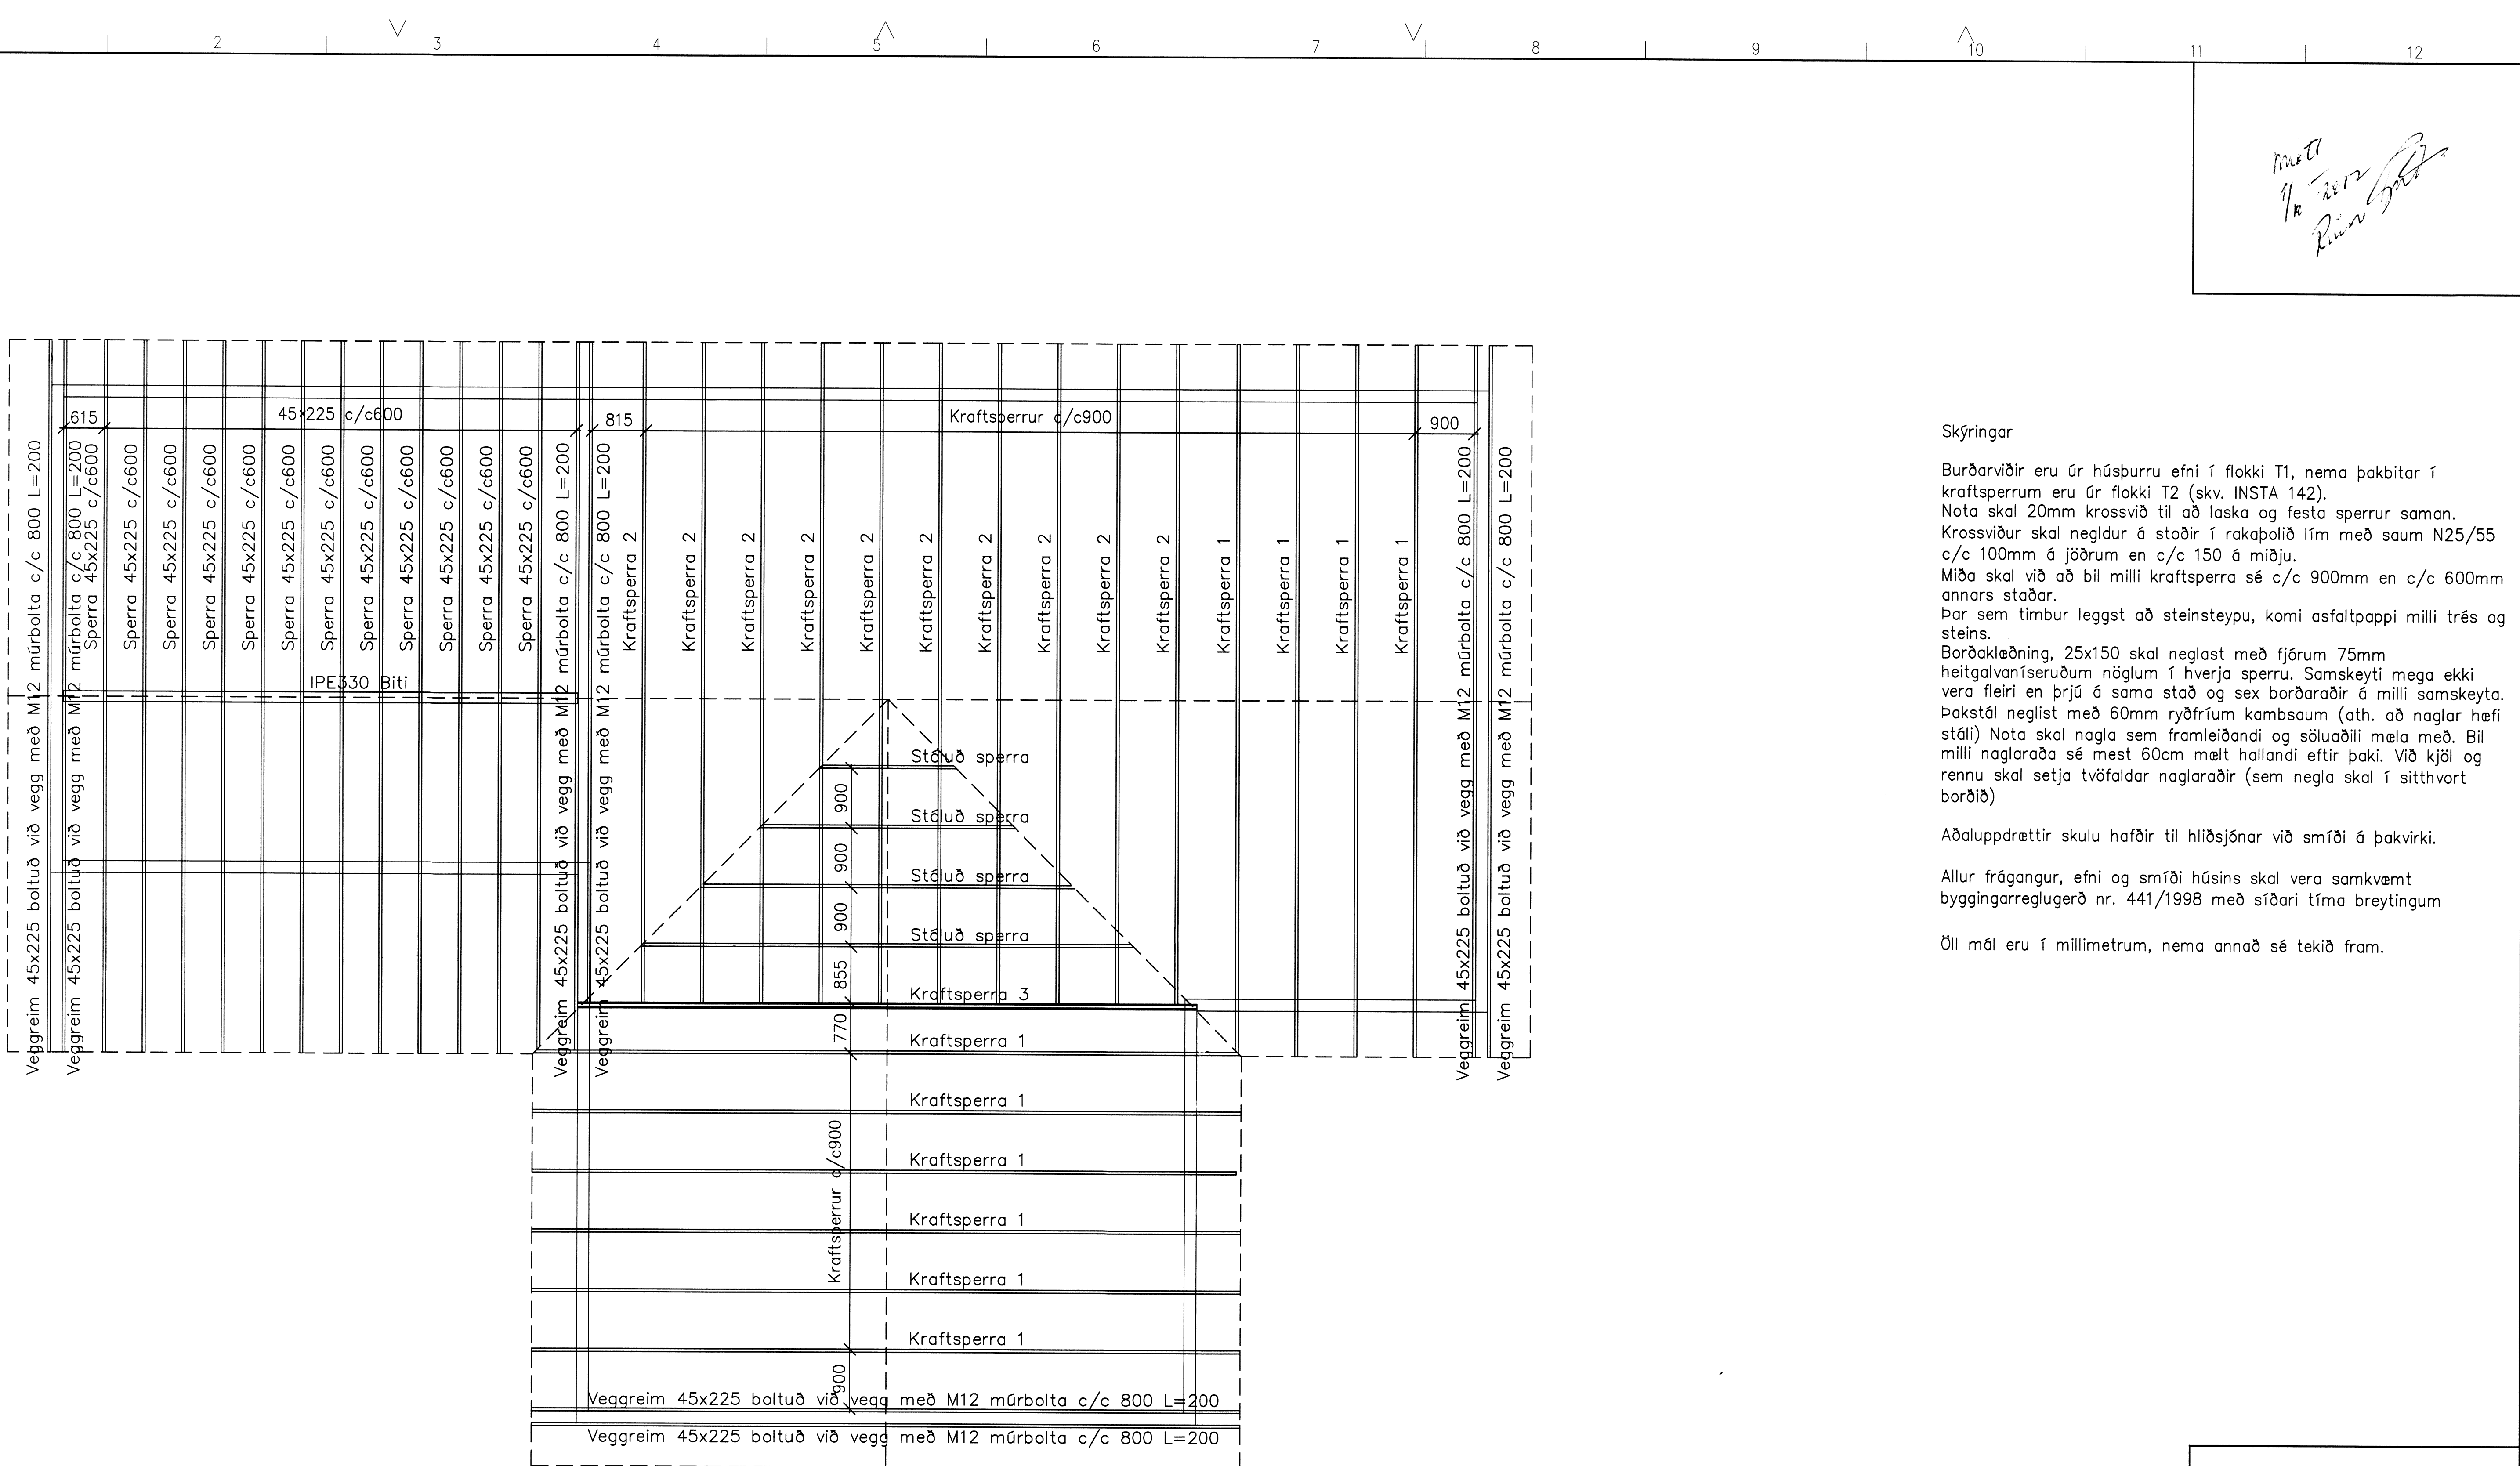 2 3 4 5 6 7 8 9 10 11 12
615
45x225 c/c600
815
Kraftsperrur c/c900
900
Veggreim 45x225 boltuð við vegg með M12 múrbolta c/c 800 L=200
Veggreim 45x225 boltuð við vegg með M12 múrbolta c/c 800 L=200
Sperra 45x225 c/c600
Sperra 45x225 c/c600
Sperra 45x225 c/c600
Sperra 45x225 c/c600
Sperra 45x225 c/c600
Sperra 45x225 c/c600
Sperra 45x225 c/c600
Sperra 45x225 c/c600
Sperra 45x225 c/c600
Sperra 45x225 c/c600
Sperra 45x225 c/c600
Sperra 45x225 c/c600
Veggreim 45x225 boltuð við vegg með M12 múrbolta c/c 800 L=200
Veggreim 45x225 boltuð við vegg með M12 múrbolta c/c 800 L=200
Kraftsperra 2
Kraftsperra 2
Kraftsperra 2
Kraftsperra 2
Kraftsperra 2
Kraftsperra 2
Kraftsperra 2
Kraftsperra 2
Kraftsperra 2
Kraftsperra 2
Kraftsperra 1
Kraftsperra 1
Kraftsperra 1
Kraftsperra 1
Veggreim 45x225 boltuð við vegg með M12 múrbolta c/c 800 L=200
Veggreim 45x225 boltuð við vegg með M12 múrbolta c/c 800 L=200
IPE330 Biti
Stóluð sperra
900
Stóluð sperra
900
Stóluð sperra
900
Stóluð sperra
855
Kraftsperra 3
770
Kraftsperra 1
Kraftsperra 1
Kraftsperrur c/c900
Kraftsperra 1
Kraftsperra 1
Kraftsperra 1
Kraftsperra 1
900
Veggreim 45x225 boltuð við vegg með M12 múrbolta c/c 800 L=200
Veggreim 45x225 boltuð við vegg með M12 múrbolta c/c 800 L=200
Skýringar
Burðarviðir eru úr húsþurru efni í flokki T1, nema þakbitar í
kraftsperrum eru úr flokki T2 (skv. INSTA 142).
Nota skal 20mm krossvið til að laska og festa sperrur saman.
Krossviður skal negldur á stoðir í rakaþolið lím með saum N25/55
c/c 100mm á jöðrum en c/c 150 á miðju.
Miða skal við að bil milli kraftsperra sé c/c 900mm en c/c 600mm
annars staðar.
Þar sem timbur leggst að steinsteypu, komi asfaltpappi milli trés og
steins.
Borðaklæðning, 25x150 skal neglast með fjórum 75mm
heitgalvaníseruðum nöglum í hverja sperru. Samskeyti mega ekki
vera fleiri en þrjú á sama stað og sex borðaraðir á milli samskeyta.
Þakstál neglist með 60mm ryðfríum kambsaum (ath. að naglar hæfi
stáli) Nota skal nagla sem framleiðandi og söluaðili mæla með. Bil
milli naglaraða sé mest 60cm mælt hallandi eftir þaki. Við kjöl og
rennu skal setja tvöfaldar naglaraðir (sem negla skal í sitthvort
borðið)
Aðaluppdrættir skulu hafðir til hliðsjónar við smíði á þakvirki.
Allur frágangur, efni og smíði húsins skal vera samkvæmt
byggingarreglugerð nr. 441/1998 með síðari tíma breytingum
Öll mál eru í millimetrum, nema annað sé tekið fram.